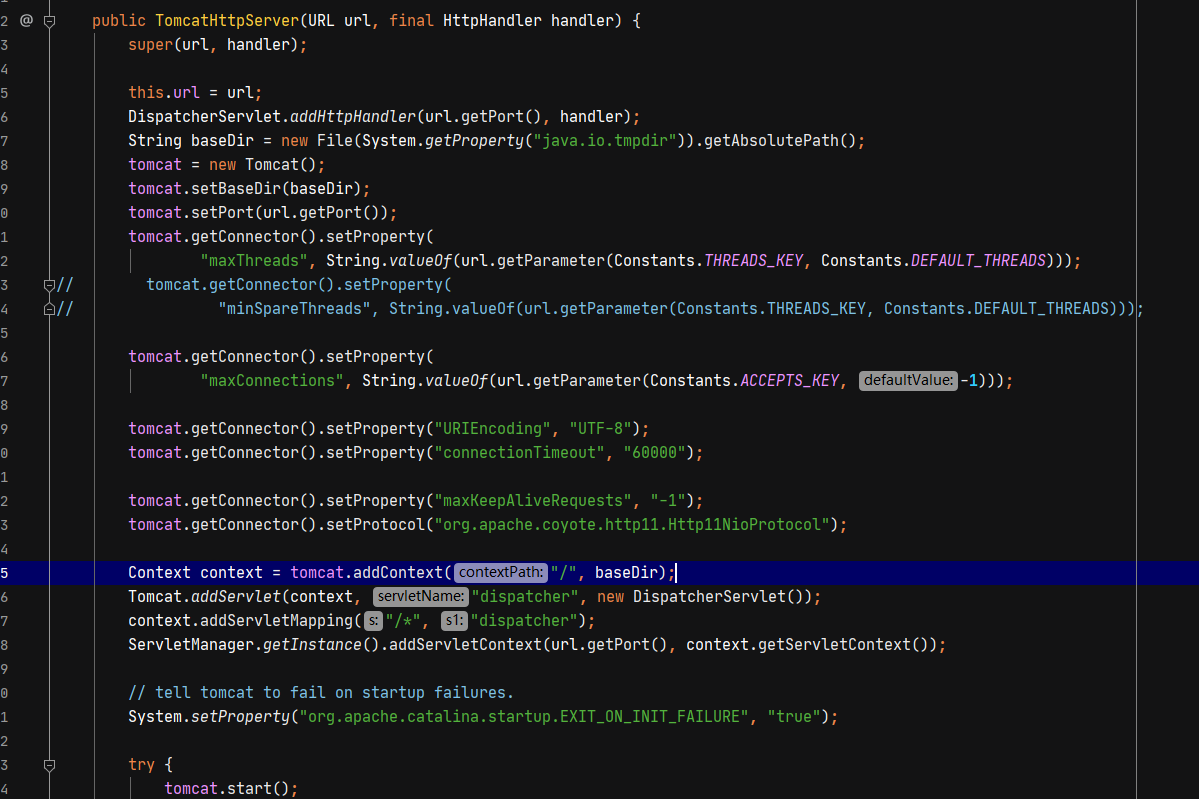 2 @ public TomcatHttpServer(URL url, final HttpHandler handler) {
3 super(url, handler);
4
5 this.url = url;
6 DispatcherServlet.addHttpHandler(url.getPort(), handler);
7 String baseDir = new File(System.getProperty("java.io.tmpdir")).getAbsolutePath();
8 tomcat = new Tomcat();
9 tomcat.setBaseDir(baseDir);
0 tomcat.setPort(url.getPort());
1 tomcat.getConnector().setProperty(
2 "maxThreads", String.valueOf(url.getParameter(Constants.THREADS_KEY, Constants.DEFAULT_THREADS)));
3 // tomcat.getConnector().setProperty(
4 // "minSpareThreads", String.valueOf(url.getParameter(Constants.THREADS_KEY, Constants.DEFAULT_THREADS)));
5
6 tomcat.getConnector().setProperty(
7 "maxConnections", String.valueOf(url.getParameter(Constants.ACCEPTS_KEY, defaultValue: -1)));
8
9 tomcat.getConnector().setProperty("URIEncoding", "UTF-8");
0 tomcat.getConnector().setProperty("connectionTimeout", "60000");
1
2 tomcat.getConnector().setProperty("maxKeepAliveRequests", "-1");
3 tomcat.getConnector().setProtocol("org.apache.coyote.http11.Http11NioProtocol");
4
5 Context context = tomcat.addContext( contextPath: "/", baseDir);
6 Tomcat.addServlet(context, servletName: "dispatcher", new DispatcherServlet());
7 context.addServletMapping( s: "/*", s1: "dispatcher");
8 ServletManager.getInstance().addServletContext(url.getPort(), context.getServletContext());
9
0 // tell tomcat to fail on startup failures.
1 System.setProperty("org.apache.catalina.startup.EXIT_ON_INIT_FAILURE", "true");
2
3 try {
4 tomcat.start();